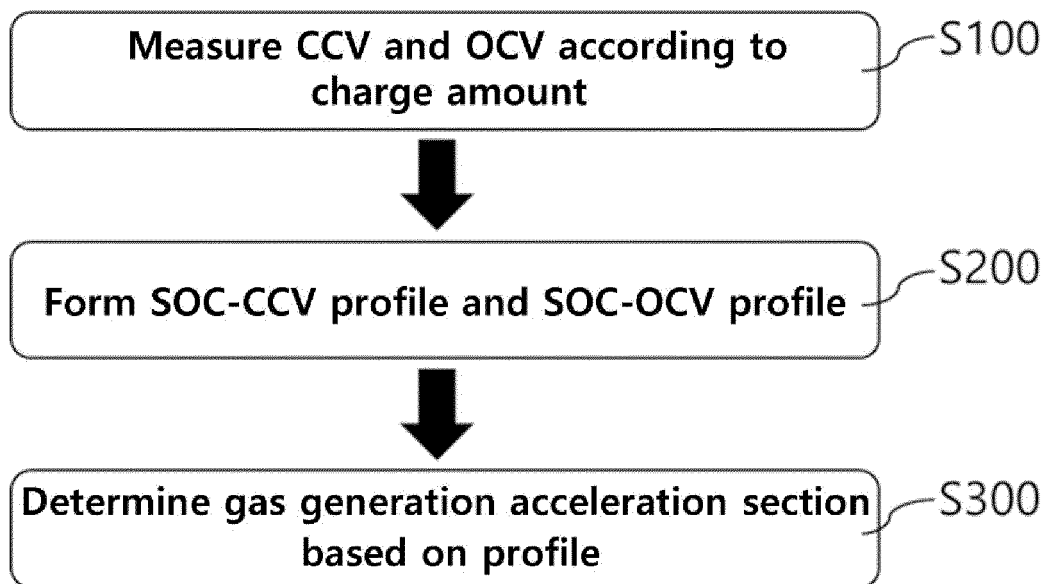 Measure CCV and OCV according to
charge amount
S100
Form SOC-CCV profile and SOC-OCV profile
S200
Determine gas generation acceleration section
based on profile
S300